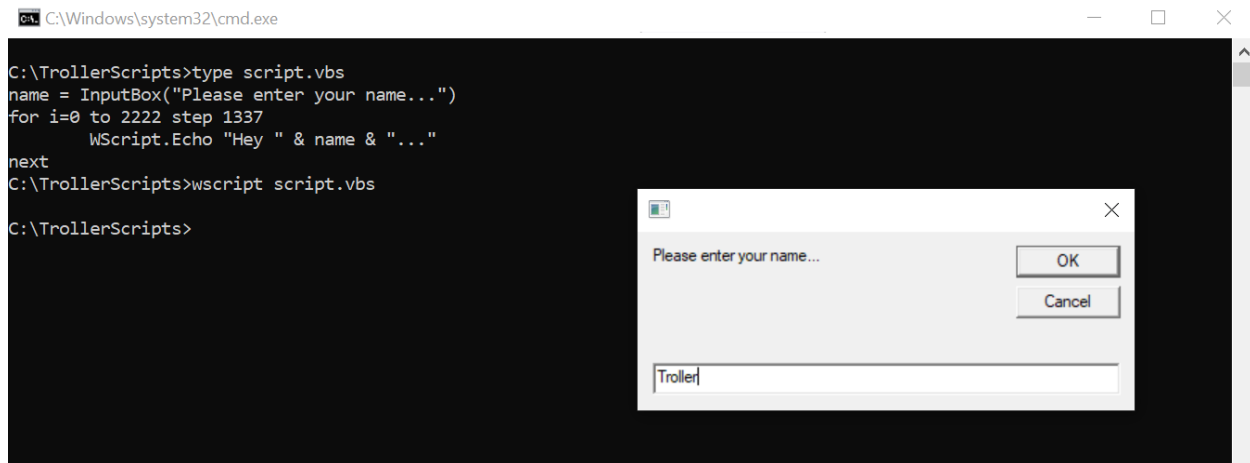 C:\Windows\system32\cmd.exe
C:\TrollerScripts>type script.vbs
name = InputBox("Please enter your name...")
for i=0 to 2222 step 1337
        WScript.Echo "Hey " & name & "..."
next
C:\TrollerScripts>wscript script.vbs
C:\TrollerScripts>
Please enter your name...
OK
Cancel
Troller